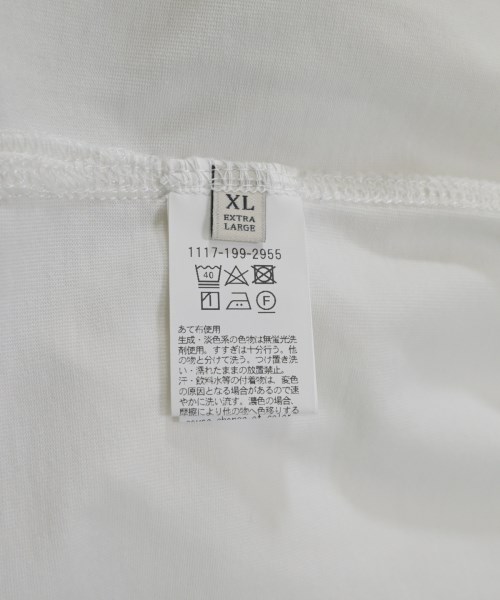 XL
EXTRA
LARGE
1117-199-2955
40
F
あて布使用
生成・淡色系の色物は無蛍光洗
剤使用。すすぎは十分行う。他
の物と分けて洗う。つけ置き洗
い・濡れたままの放置禁止。
汗・飲料水等の付着物は、変色
の原因となる場合があるので速
やかに洗い流す。濃色の場合、
摩擦により他の物へ色移りする